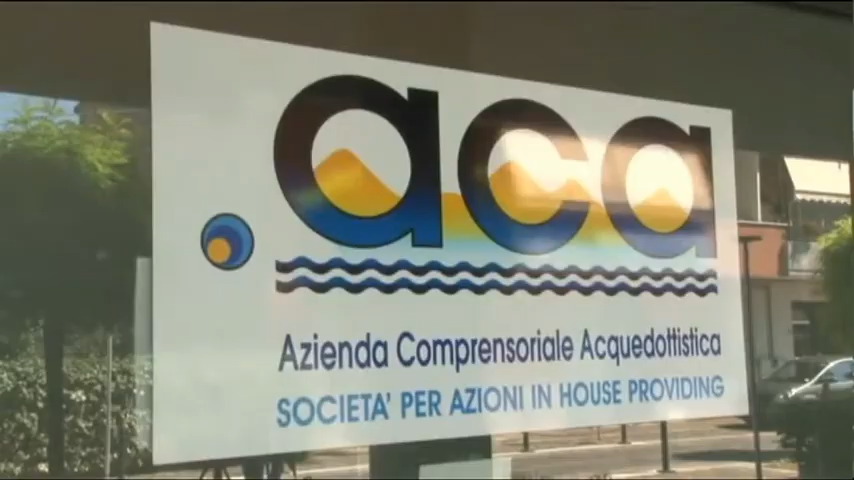 .aca
Azienda Comprensoriale Acquedottistica
SOCIETA' PER AZIONI IN HOUSE PROVIDING